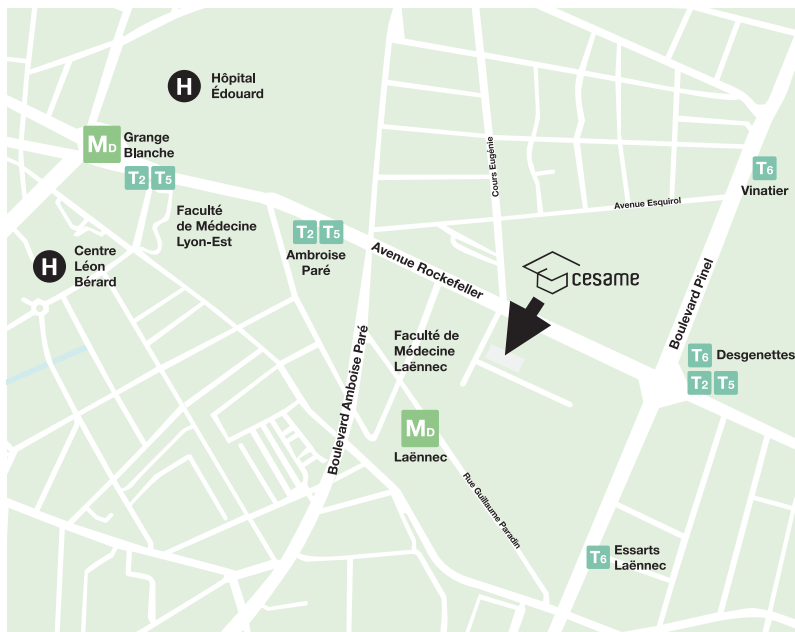 H
Hôpital
Édouard
MD
Grange
Blanche
T2 T5
Faculté
de Médecine
Lyon-Est
H
Centre
Léon
Bérard
T2 T5
Ambroise
Paré
Avenue Rockefeller
Cours Eugénie
Avenue Esquirol
T6
Vinatier
cesame
Boulevard Pinel
T6 Desgenettes
T2 T5
Faculté de
Médecine
Laënnec
Boulevard Amboise Paré
MD
Laënnec
Rue Guillaume Paradin
T6
Essarts
Laënnec